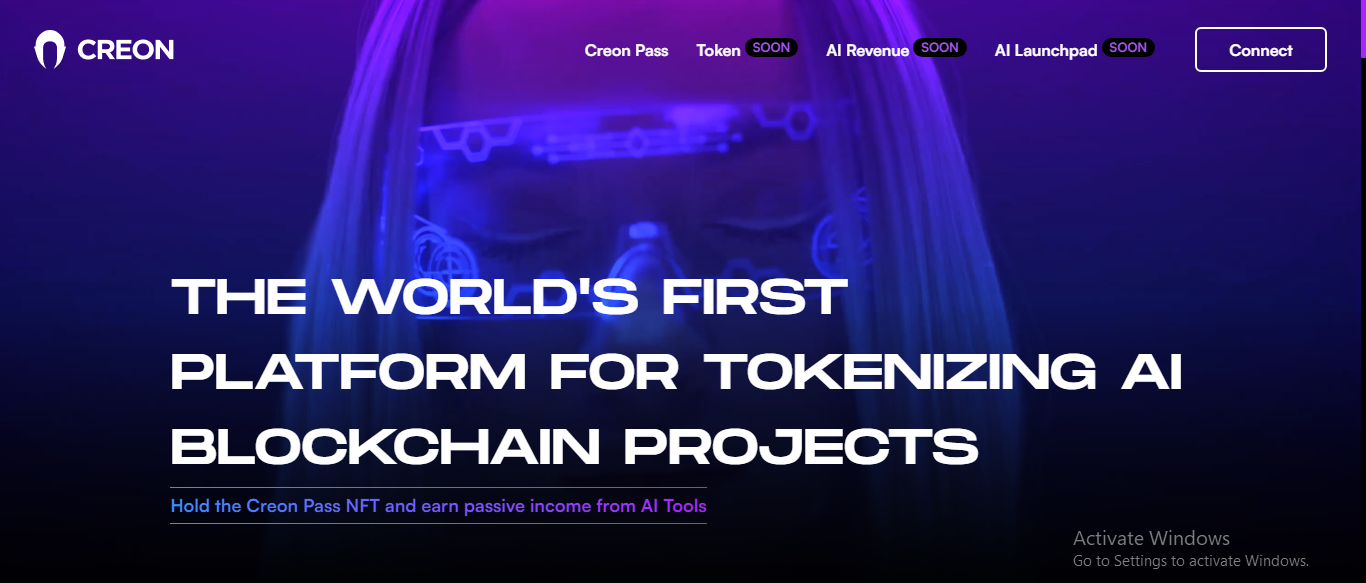 CREON
Creon Pass Token SOON AI Revenue SOON AI Launchpad SOON Connect
THE WORLD'S FIRST
PLATFORM FOR TOKENIZING AI
BLOCKCHAIN PROJECTS
Hold the Creon Pass NFT and earn passive income from AI Tools
Activate Windows
Go to Settings to activate Windows.